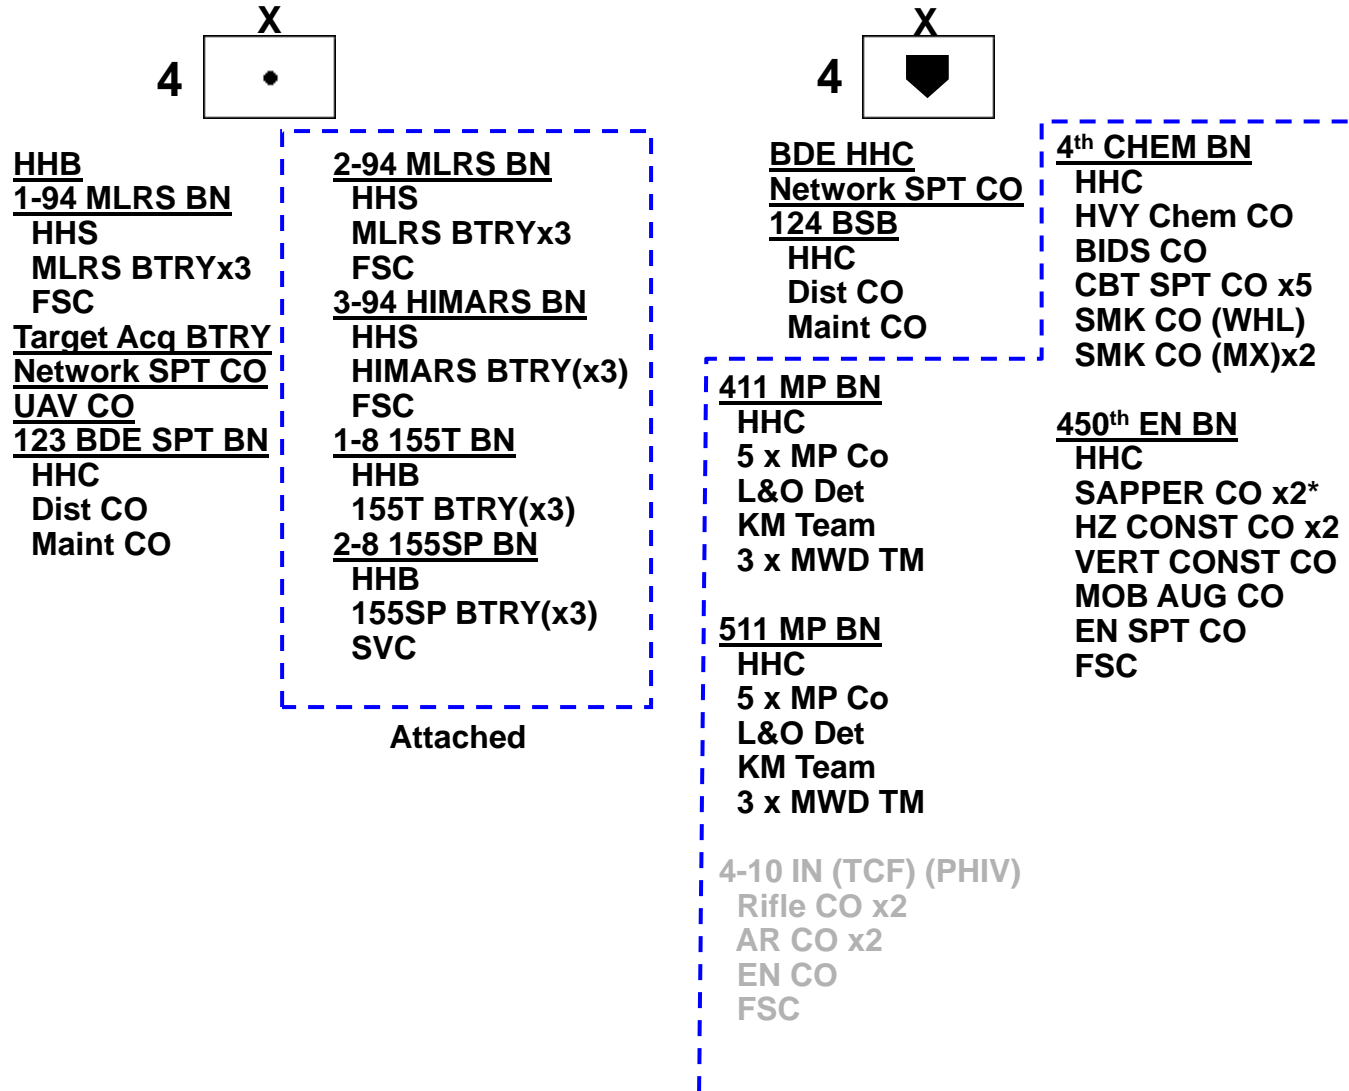 X
4
HHB
1-94 MLRS BN
HHS
MLRS BTRYx3
FSC
Target Acq BTRY
Network SPT CO
UAV CO
123 BDE SPT BN
HHC
Dist CO
Maint CO
2-94 MLRS BN
HHS
MLRS BTRYx3
FSC
3-94 HIMARS BN
HHS
HIMARS BTRY(x3)
FSC
1-8 155T BN
HHB
155T BTRY(x3)
2-8 155SP BN
HHB
155SP BTRY(x3)
SVC
Attached
X
4
BDE HHC
Network SPT CO
124 BSB
HHC
Dist CO
Maint CO
411 MP BN
HHC
5 x MP Co
L&O Det
KM Team
3 x MWD TM
511 MP BN
HHC
5 x MP Co
L&O Det
KM Team
3 x MWD TM
4-10 IN (TCF) (PHIV)
Rifle CO x2
AR CO x2
EN CO
FSC
4th CHEM BN
HHC
HVY Chem CO
BIDS CO
CBT SPT CO x5
SMK CO (WHL)
SMK CO (MX)x2
450th EN BN
HHC
SAPPER CO x2*
HZ CONST CO x2
VERT CONST CO
MOB AUG CO
EN SPT CO
FSC